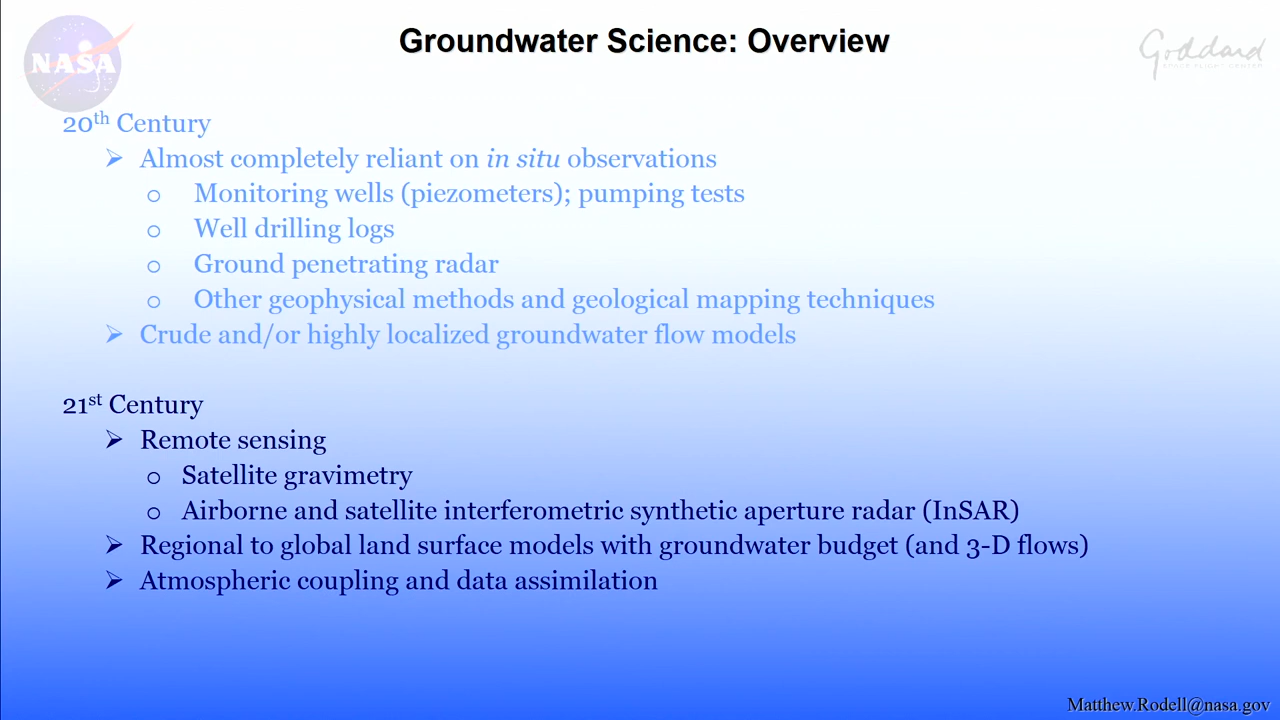 Groundwater Science: Overview
NASA
Goddard
SPACE FLIGHT CENTER
20th Century
➢ Almost completely reliant on in situ observations
o Monitoring wells (piezometers); pumping tests
o Well drilling logs
o Ground penetrating radar
o Other geophysical methods and geological mapping techniques
➢ Crude and/or highly localized groundwater flow models
21st Century
➢ Remote sensing
o Satellite gravimetry
o Airborne and satellite interferometric synthetic aperture radar (InSAR)
➢ Regional to global land surface models with groundwater budget (and 3-D flows)
➢ Atmospheric coupling and data assimilation
Matthew.Rodell@nasa.gov